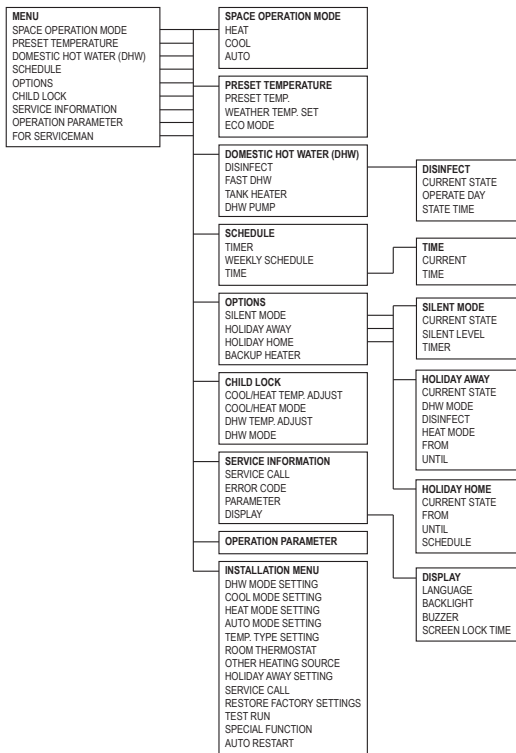 MENU
SPACE OPERATION MODE
PRESET TEMPERATURE
DOMESTIC HOT WATER (DHW)
SCHEDULE
OPTIONS
CHILD LOCK
SERVICE INFORMATION
OPERATION PARAMETER
FOR SERVICEMAN
SPACE OPERATION MODE
HEAT
COOL
AUTO
PRESET TEMPERATURE
PRESET TEMP.
WEATHER TEMP. SET
ECO MODE
DOMESTIC HOT WATER (DHW)
DISINFECT
FAST DHW
TANK HEATER
DHW PUMP
DISINFECT
CURRENT STATE
OPERATE DAY
STATE TIME
SCHEDULE
TIMER
WEEKLY SCHEDULE
TIME
TIME
CURRENT
TIME
OPTIONS
SILENT MODE
HOLIDAY AWAY
HOLIDAY HOME
BACKUP HEATER
SILENT MODE
CURRENT STATE
SILENT LEVEL
TIMER
HOLIDAY AWAY
CURRENT STATE
DHW MODE
DISINFECT
HEAT MODE
FROM
UNTIL
HOLIDAY HOME
CURRENT STATE
FROM
UNTIL
SCHEDULE
CHILD LOCK
COOL/HEAT TEMP. ADJUST
COOL/HEAT MODE
DHW TEMP. ADJUST
DHW MODE
SERVICE INFORMATION
SERVICE CALL
ERROR CODE
PARAMETER
DISPLAY
DISPLAY
LANGUAGE
BACKLIGHT
BUZZER
SCREEN LOCK TIME
OPERATION PARAMETER
INSTALLATION MENU
DHW MODE SETTING
COOL MODE SETTING
HEAT MODE SETTING
AUTO MODE SETTING
TEMP. TYPE SETTING
ROOM THERMOSTAT
OTHER HEATING SOURCE
HOLIDAY AWAY SETTING
SERVICE CALL
RESTORE FACTORY SETTINGS
TEST RUN
SPECIAL FUNCTION
AUTO RESTART